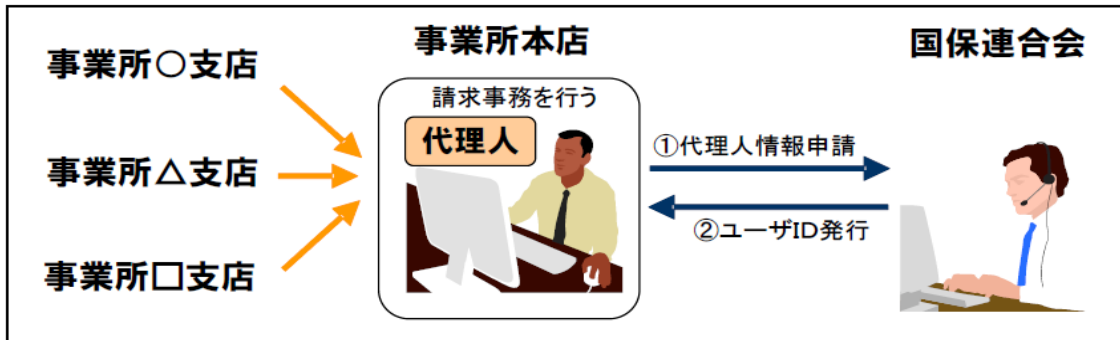 事業所○支店
事業所△支店
事業所□支店
事業所本店
請求事務を行う
代理人
①代理人情報申請
②ユーザID発行
国保連合会